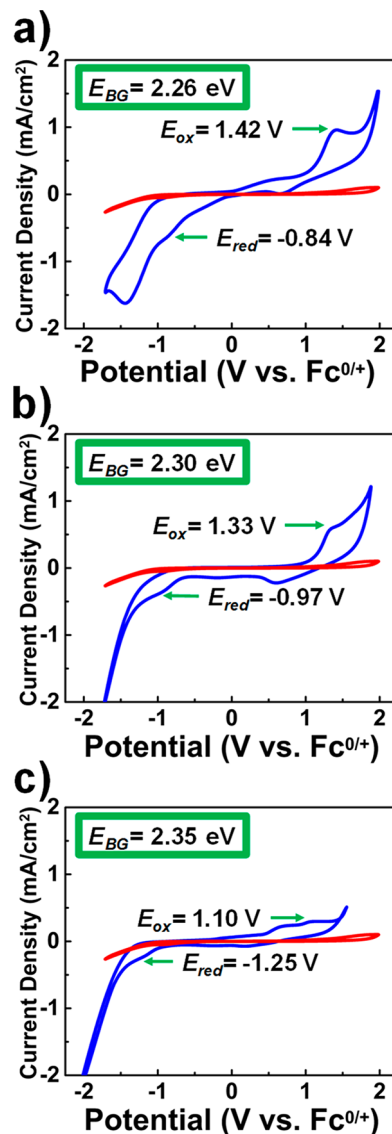 a)
E_BG= 2.26 eV
E_ox= 1.42 V
E_red= -0.84 V
Current Density (mA/cm²)
2
1
0
-1
-2
-2 -1 0 1 2
Potential (V vs. Fc⁰/⁺)
b)
E_BG= 2.30 eV
E_ox= 1.33 V
E_red= -0.97 V
Current Density (mA/cm²)
2
1
0
-1
-2
-2 -1 0 1 2
Potential (V vs. Fc⁰/⁺)
c)
E_BG= 2.35 eV
E_ox= 1.10 V
E_red= -1.25 V
Current Density (mA/cm²)
2
1
0
-1
-2
-2 -1 0 1 2
Potential (V vs. Fc⁰/⁺)